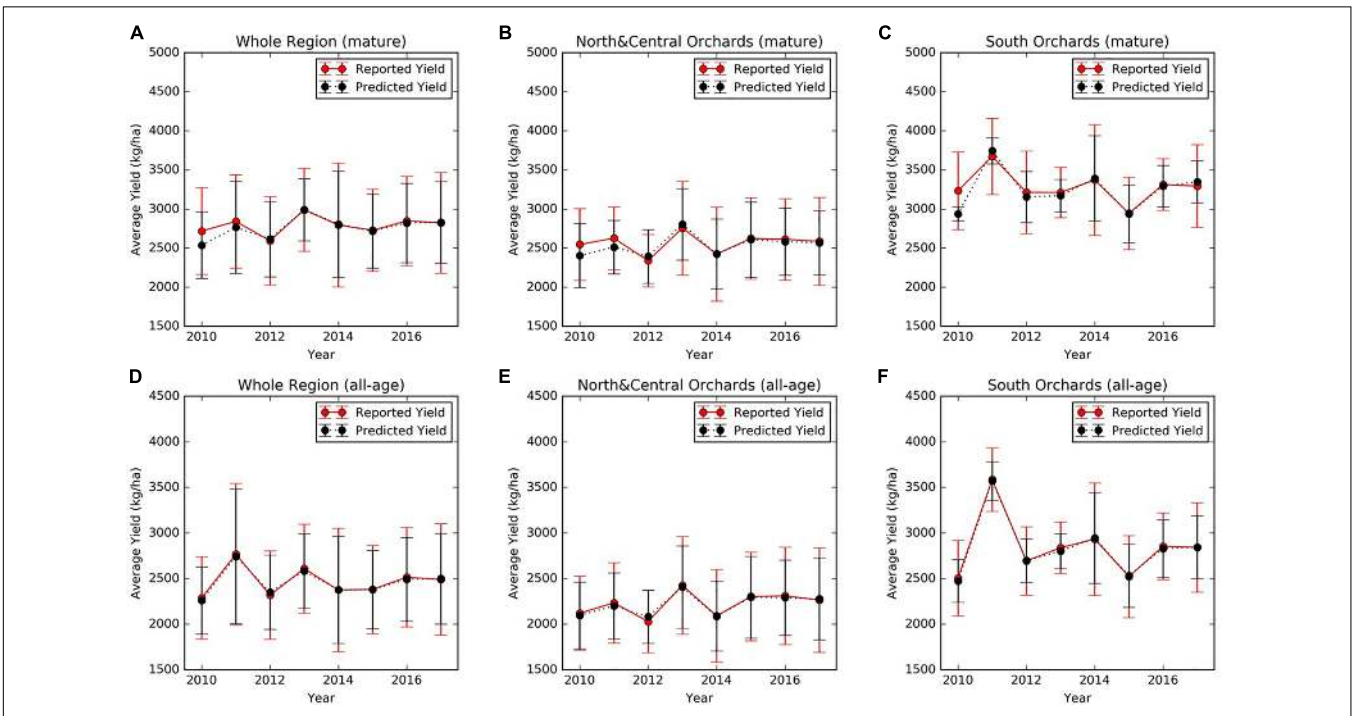 A
Whole Region (mature)
Average Yield (kg/ha)
5000
4500
4000
3500
3000
2500
2000
1500
Reported Yield
Predicted Yield
2010 2012 2014 2016
Year
B
North&Central Orchards (mature)
Average Yield (kg/ha)
5000
4500
4000
3500
3000
2500
2000
1500
Reported Yield
Predicted Yield
2010 2012 2014 2016
Year
C
South Orchards (mature)
Average Yield (kg/ha)
5000
4500
4000
3500
3000
2500
2000
1500
Reported Yield
Predicted Yield
2010 2012 2014 2016
Year
D
Whole Region (all-age)
Average Yield (kg/ha)
4500
4000
3500
3000
2500
2000
1500
Reported Yield
Predicted Yield
2010 2012 2014 2016
Year
E
North&Central Orchards (all-age)
Average Yield (kg/ha)
4500
4000
3500
3000
2500
2000
1500
Reported Yield
Predicted Yield
2010 2012 2014 2016
Year
F
South Orchards (all-age)
Average Yield (kg/ha)
4500
4000
3500
3000
2500
2000
1500
Reported Yield
Predicted Yield
2010 2012 2014 2016
Year